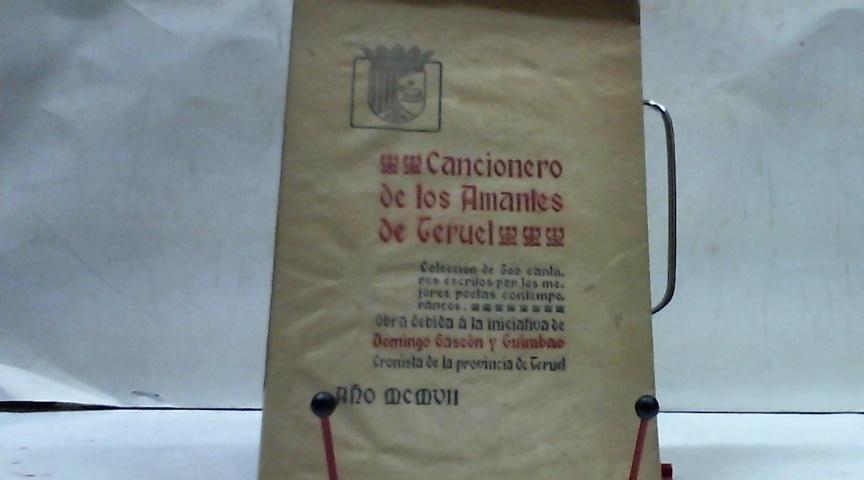 Cancionero
de los Amantes
de Teruel
Colección de 500 canta-
res escritos por los me-
jores poetas contempo-
ráneos.
Obra debida á la iniciativa de
Domingo Gascón y Guimbao
Cronista de la provincia de Teruel
AÑO MCMVII